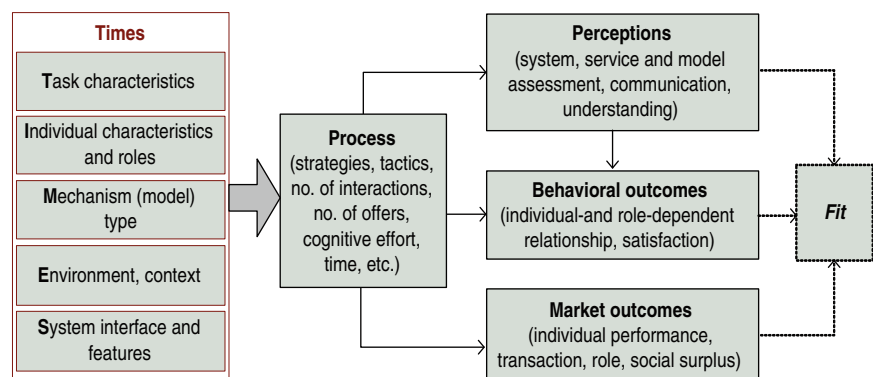 Times
Task characteristics
Individual characteristics
and roles
Mechanism (model)
type
Environment, context
System interface and
features
Process
(strategies, tactics,
no. of interactions,
no. of offers,
cognitive effort,
time, etc.)
Perceptions
(system, service and model
assessment, communication,
understanding)
Behavioral outcomes
(individual-and role-dependent
relationship, satisfaction)
Market outcomes
(individual performance,
transaction, role, social surplus)
Fit